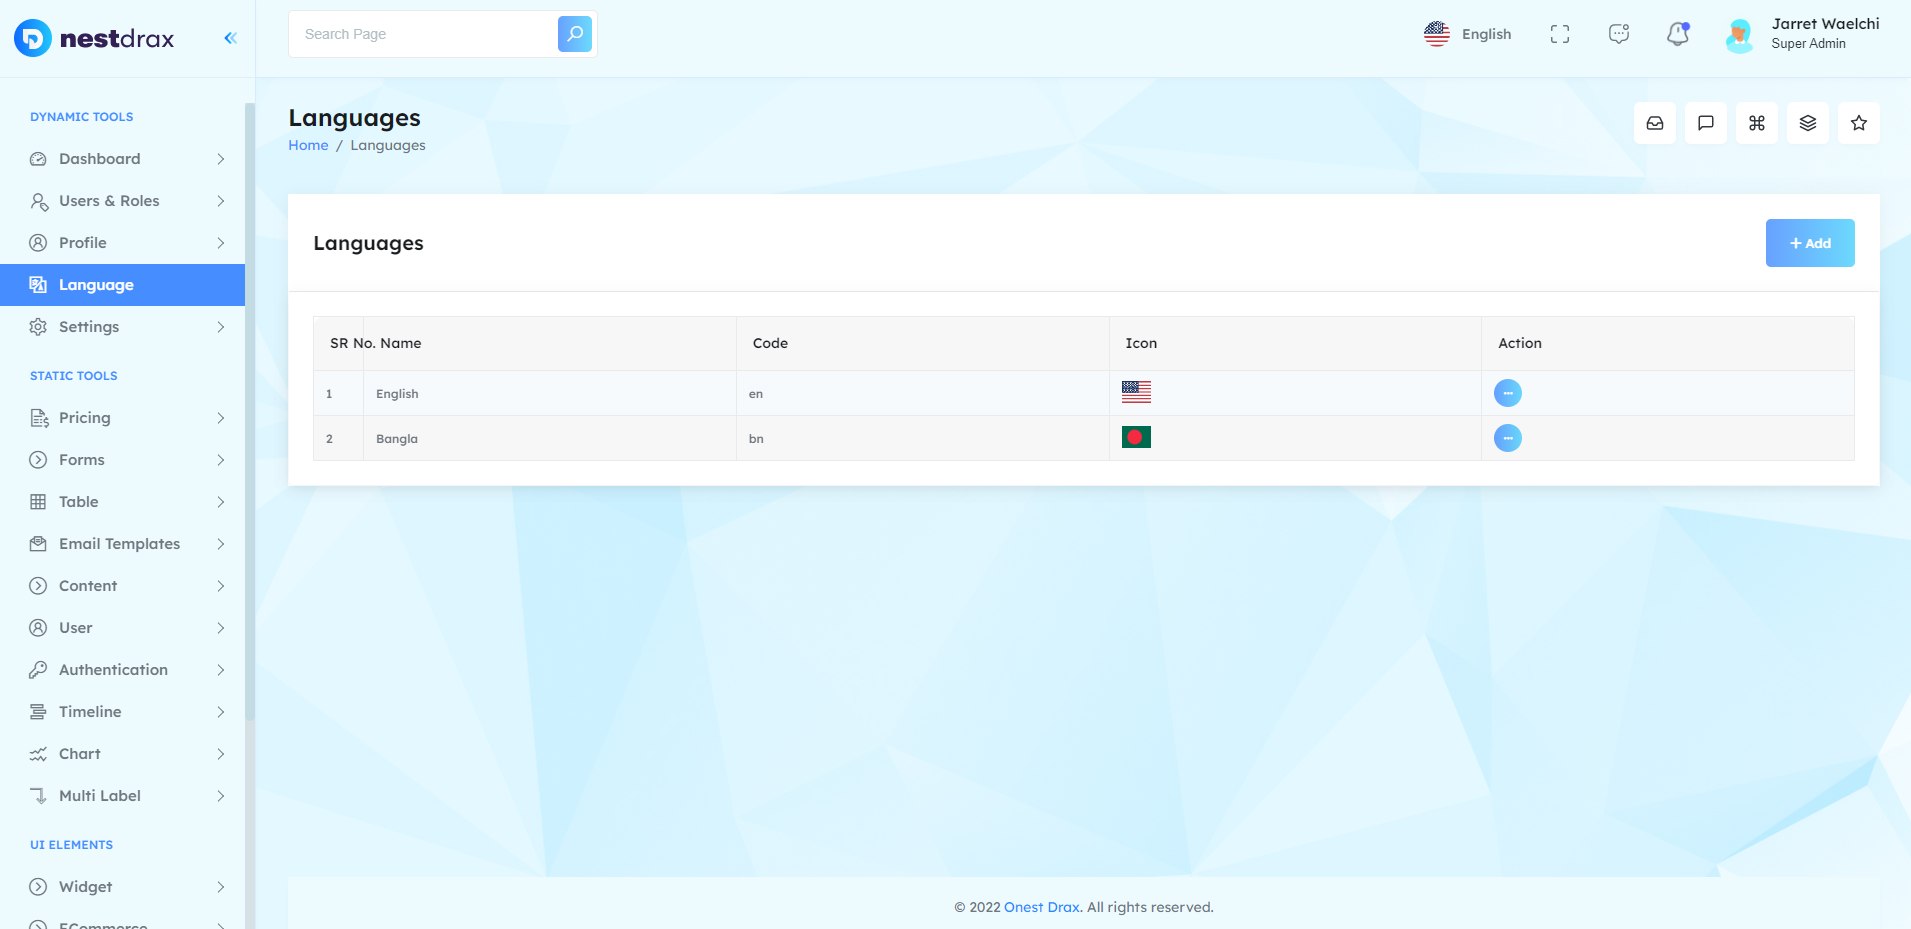 nestdrax
Search Page
English
Jarret Waelchi
Super Admin
DYNAMIC TOOLS
Dashboard
Users & Roles
Profile
Language
Settings
STATIC TOOLS
Pricing
Forms
Table
Email Templates
Content
User
Authentication
Timeline
Chart
Multi Label
UI ELEMENTS
Widget
ECommerce
Languages
Home / Languages
Languages
+ Add
SR No. Name Code Icon Action
1 English en
2 Bangla bn
© 2022 Onest Drax. All rights reserved.